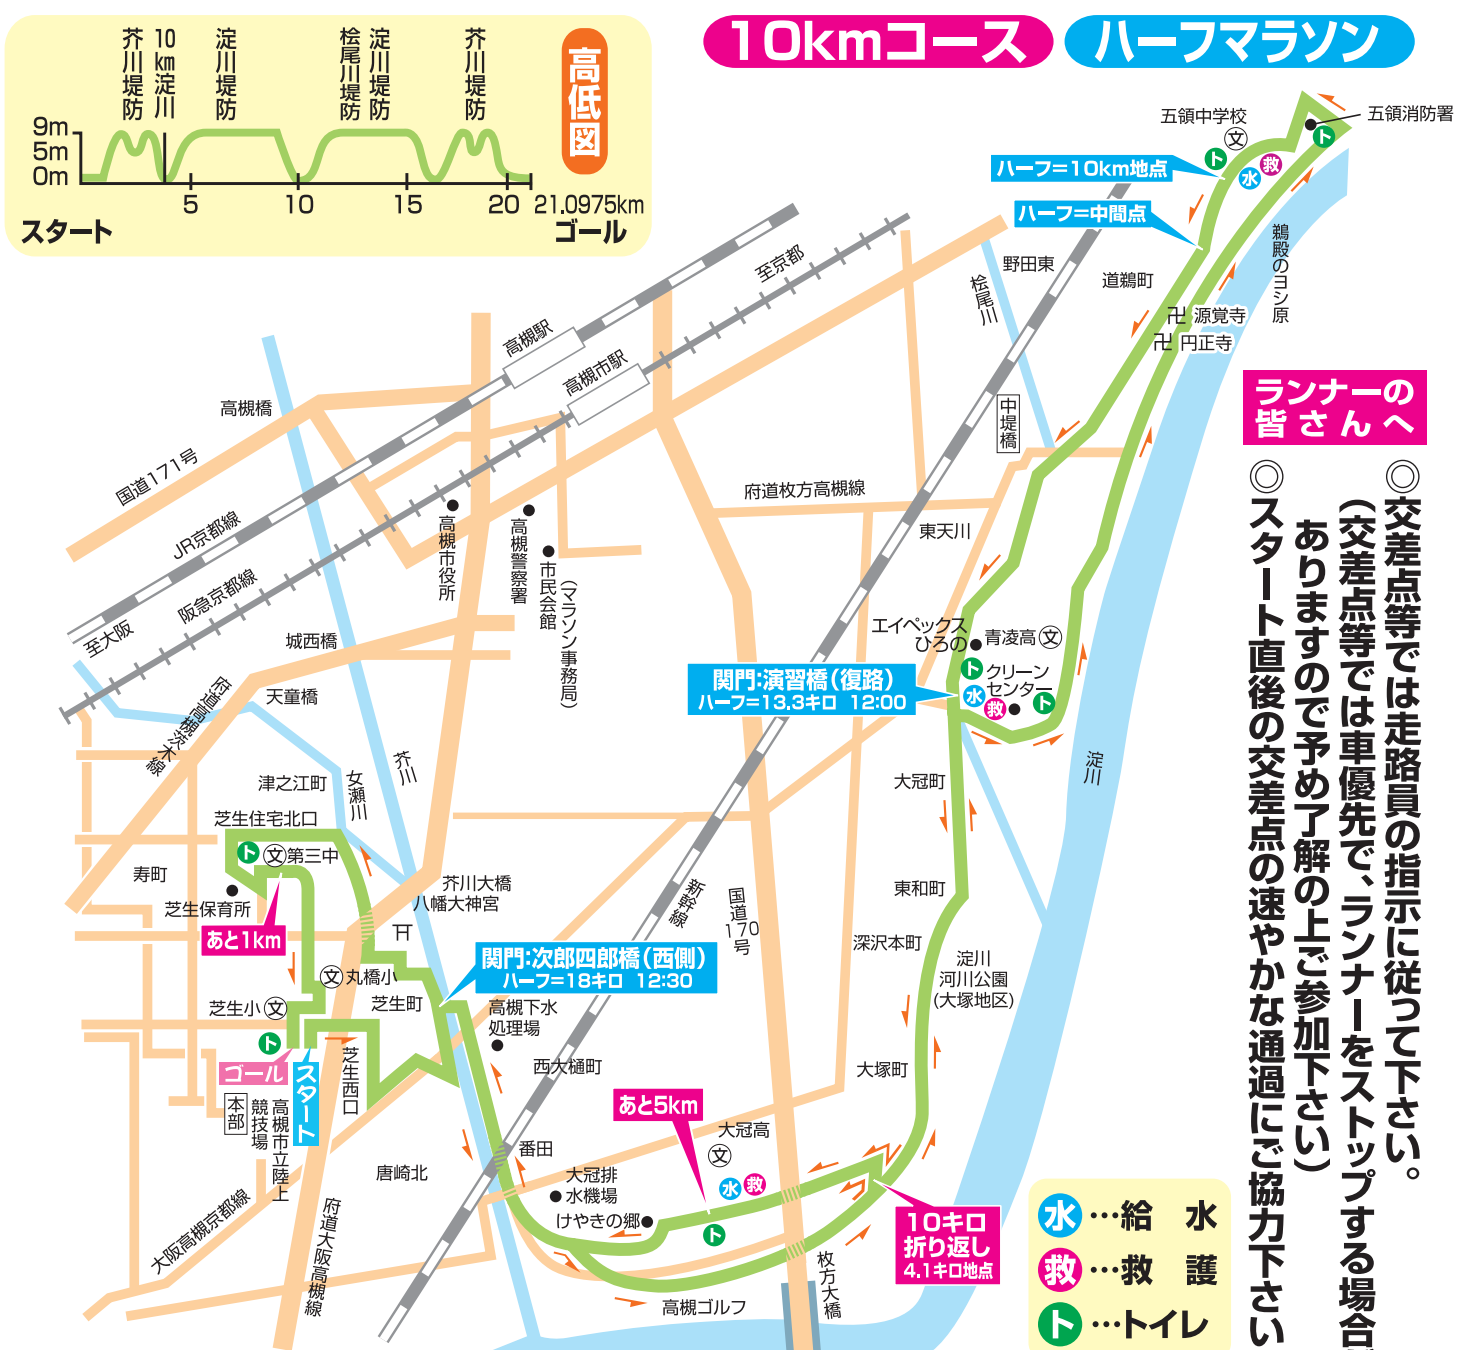 10kmコース
ハーフマラソン
高低図
芥川堤防
10km淀川
淀川堤防
桧尾川堤防
淀川堤防
芥川堤防
9m
5m
0m
5
10
15
20
21.0975km
スタート
ゴール
五領中学校
文
五領消防署
ト
ト
水
救
ハーフ=10km地点
ハーフ=中間点
鵜殿のヨシ原
野田東
道鵜町
桧尾川
卍 源覚寺
卍 円正寺
至京都
高槻駅
高槻市駅
高槻橋
国道171号
JR京都線
阪急京都線
至大阪
中堤橋
府道枚方高槻線
東天川
高槻市役所
高槻警察署
市民会館
(マラソン事務局)
城西橋
天童橋
府道高槻茨木線
エイペックス
ひろの
青凌高
文
ト
クリーン
センター
水
救
ト
関門:演習橋(復路)
ハーフ=13.3キロ 12:00
淀川
大冠町
芥川
女瀬川
津之江町
芝生住宅北口
ト
文
第三中
寿町
芝生保育所
あと1km
芥川大橋
八幡大神宮
新幹線
国道170号
東和町
深沢本町
淀川
河川公園
(大塚地区)
関門:次郎四郎橋(西側)
ハーフ=18キロ 12:30
文
丸橋小
芝生町
芝生小
文
ト
ゴール
スタート
本部
高槻市立陸上
競技場
芝生西口
高槻下水
処理場
西大樋町
大塚町
あと5km
大冠高
文
水
救
ト
番田
大冠排
水機場
けやきの郷
唐崎北
大阪高槻京都線
府道大阪高槻線
10キロ
折り返し
4.1キロ地点
枚方大橋
高槻ゴルフ
水…給 水
救…救 護
ト…トイレ
ランナーの
皆さんへ
◎交差点等では走路員の指示に従って下さい。
(交差点等では車優先で、ランナーをストップする場合
ありますので予め了解の上ご参加下さい)
◎スタート直後の交差点の速やかな通過にご協力下さい